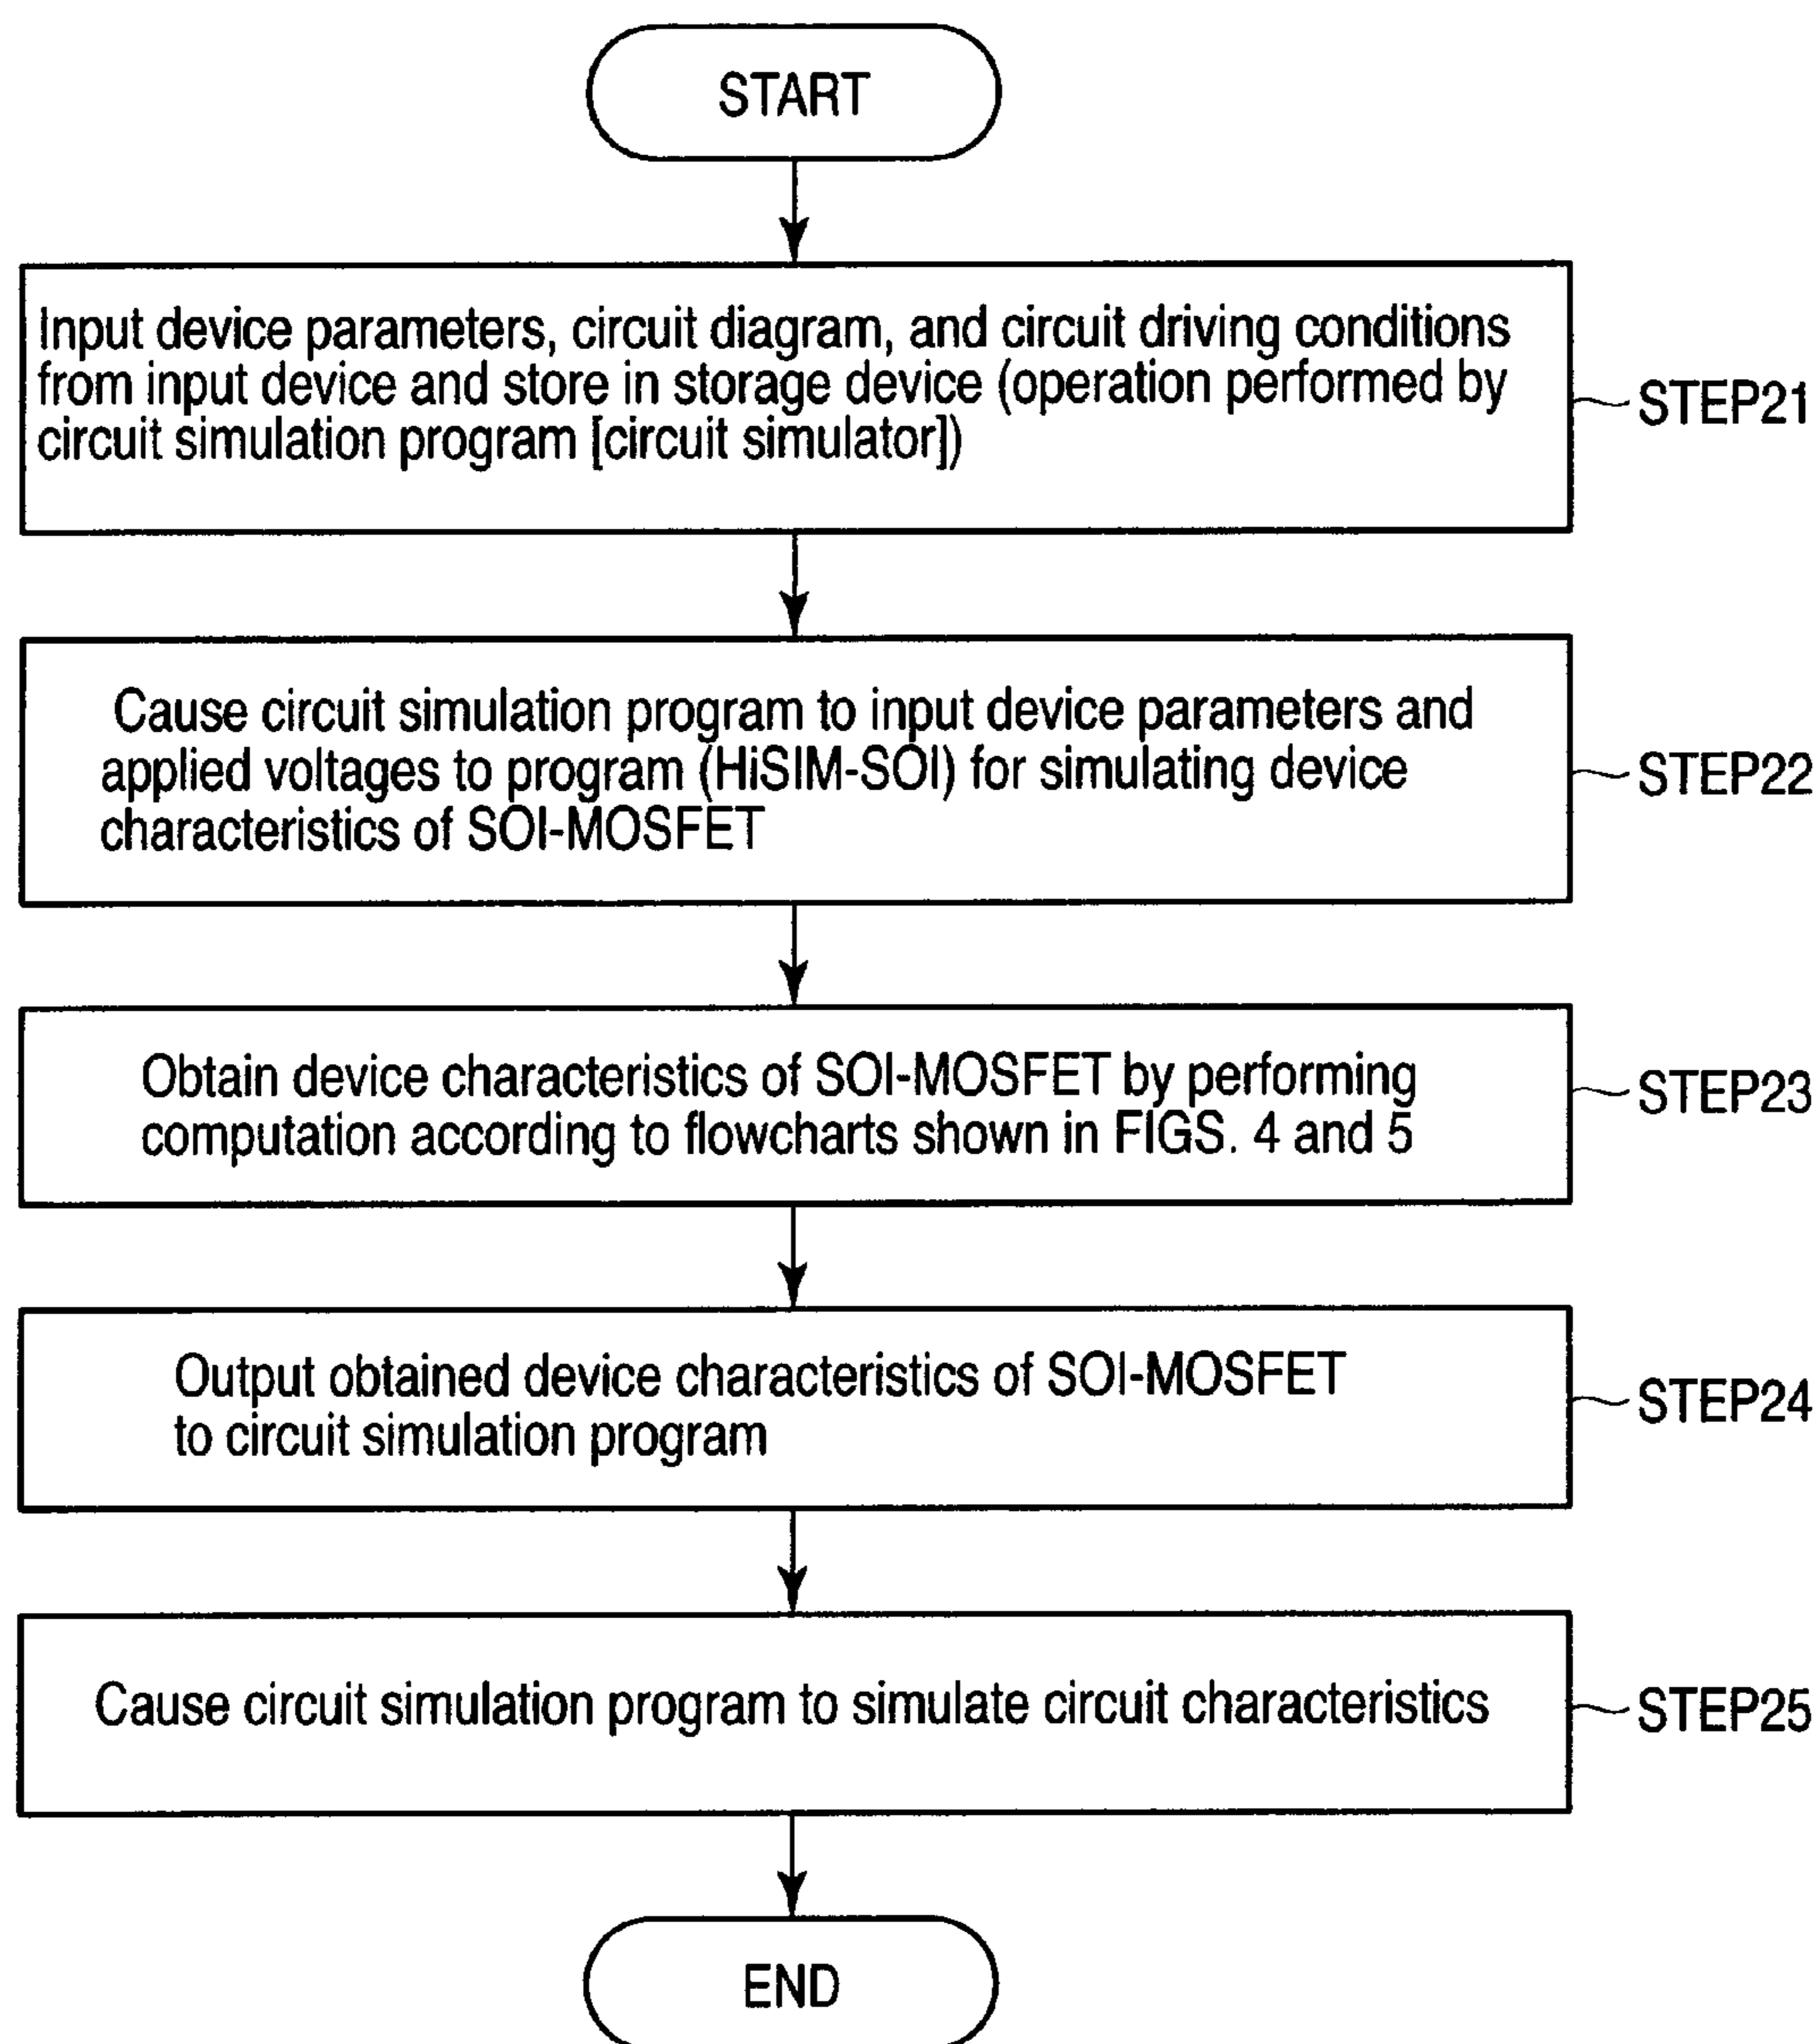 START
Input device parameters, circuit diagram, and circuit driving conditions
from input device and store in storage device (operation performed by
circuit simulation program [circuit simulator])
STEP21
Cause circuit simulation program to input device parameters and
applied voltages to program (HiSIM-SOI) for simulating device
characteristics of SOI-MOSFET
STEP22
Obtain device characteristics of SOI-MOSFET by performing
computation according to flowcharts shown in FIGS. 4 and 5
STEP23
Output obtained device characteristics of SOI-MOSFET
to circuit simulation program
STEP24
Cause circuit simulation program to simulate circuit characteristics
STEP25
END